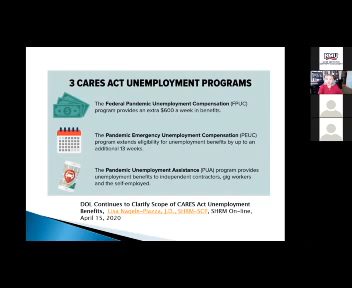 3 CARES ACT UNEMPLOYMENT PROGRAMS
The Federal Pandemic Unemployment Compensation (FPUC)
program provides an extra $600 a week in benefits.
The Pandemic Emergency Unemployment Compensation (PEUC)
program extends eligibility for unemployment benefits by up to an
additional 13 weeks.
The Pandemic Unemployment Assistance (PUA) program provides
unemployment benefits to independent contractors, gig workers
and the self-employed.
DOL Continues to Clarify Scope of CARES Act Unemployment
Benefits, Lisa Nagele-Piazza, J.D., SHRM-SCP, SHRM On-line,
April 15, 2020